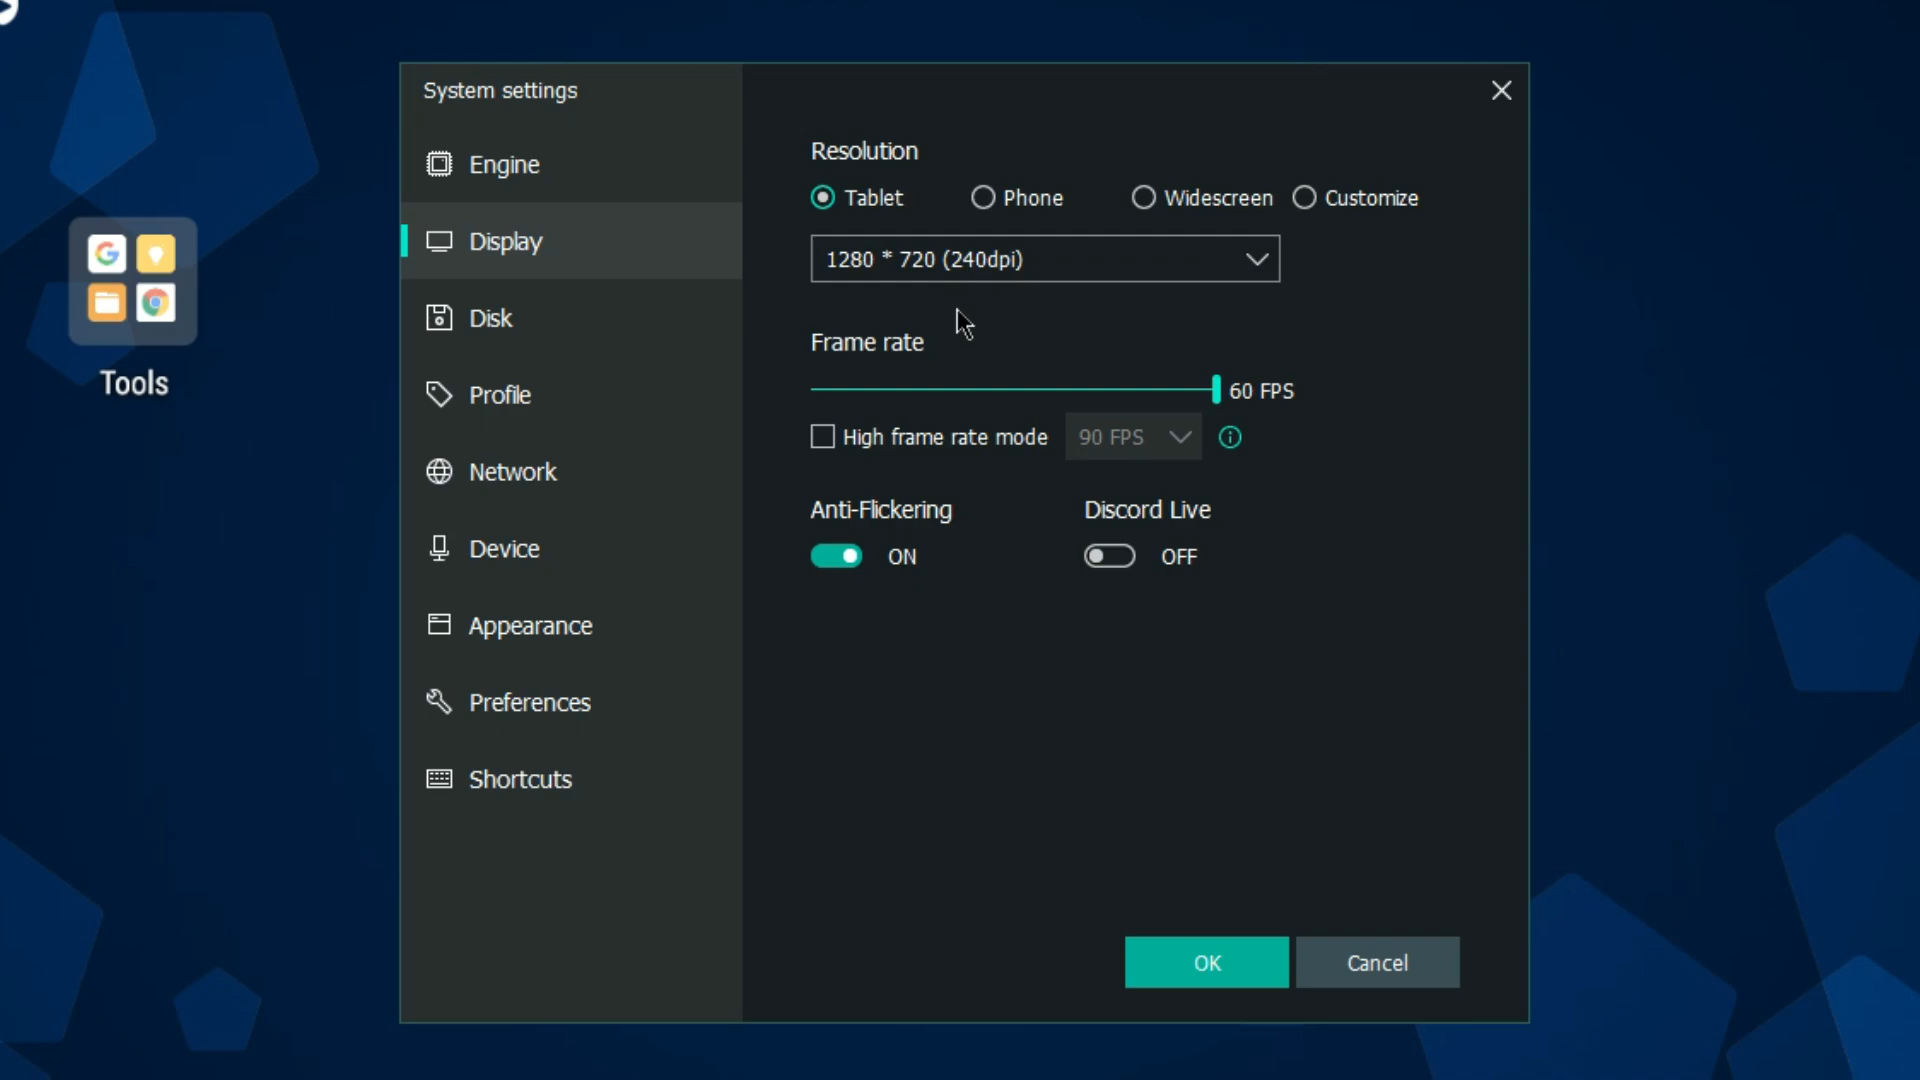 System settings
Engine
Display
Disk
Profile
Network
Device
Appearance
Preferences
Shortcuts
Resolution
Tablet Phone Widescreen Customize
1280 * 720 (240dpi)
Frame rate
60 FPS
High frame rate mode 90 FPS
Anti-Flickering Discord Live
ON OFF
OK Cancel
Tools